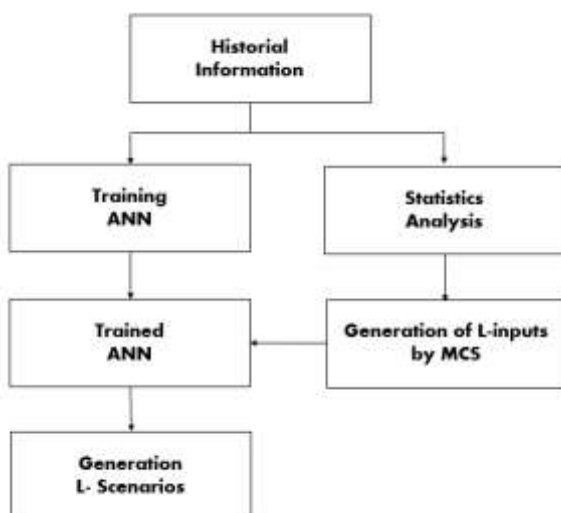 Historial
Information
Training
ANN
Statistics
Analysis
Trained
ANN
Generation of L-inputs
by MCS
Generation
L- Scenarios